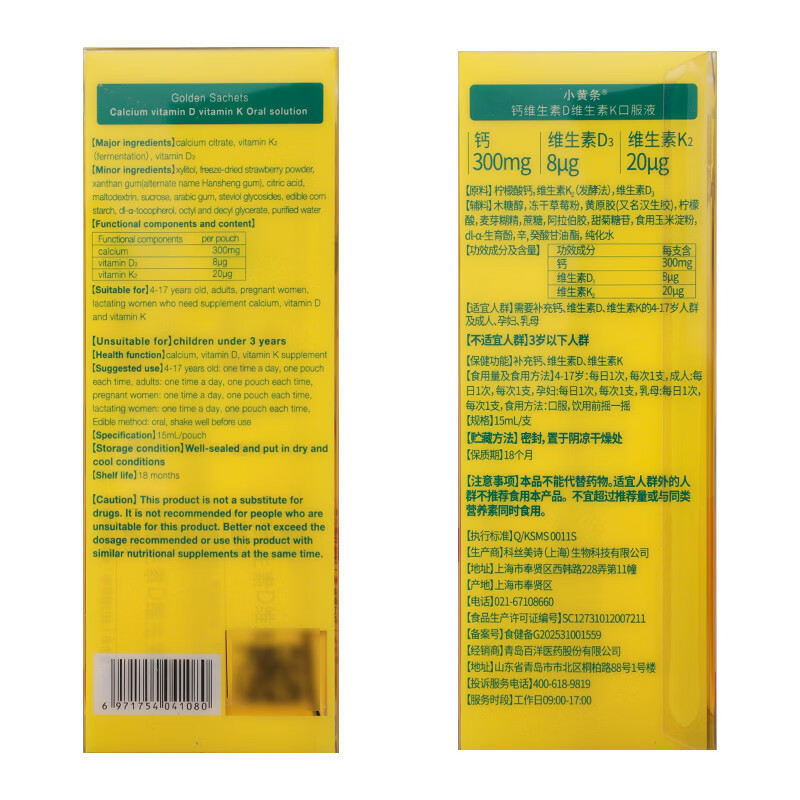 Golden Sachets
Calcium vitamin D vitamin K Oral solution
【Major ingredients】calcium citrate, vitamin K₂
(fermentation), vitamin D₃
【Minor ingredients】xylitol, freeze-dried strawberry powder,
xanthan gum(alternate name Hansheng gum), citric acid,
maltodextrin, sucrose, arabic gum, steviol glycosides, edible corn
starch, dl-α-tocopherol, octyl and decyl glycerate, purified water
【Functional components and content】
Functional components per pouch
calcium 300mg
vitamin D₃ 8μg
vitamin K₂ 20μg
【Suitable for】4-17 years old, adults, pregnant women,
lactating women who need supplement calcium, vitamin D
and vitamin K
【Unsuitable for】children under 3 years
【Health function】calcium, vitamin D, vitamin K supplement
【Suggested use】4-17 years old: one time a day, one pouch
each time, adults: one time a day, one pouch each time,
pregnant women: one time a day, one pouch each time,
lactating women: one time a day, one pouch each time,
Edible method: oral, shake well before use
【Specification】15mL/pouch
【Storage condition】Well-sealed and put in dry and
cool conditions
【Shelf life】18 months
【Caution】This product is not a substitute for
drugs. It is not recommended for people who are
unsuitable for this product. Better not exceed the
dosage recommended or use this product with
similar nutritional supplements at the same time.
6 971754 041080
小黄条®
钙维生素D维生素K口服液
钙 维生素D₃ 维生素K₂
300mg 8μg 20μg
【原料】柠檬酸钙,维生素K₂(发酵法),维生素D₃
【辅料】木糖醇,冻干草莓粉,黄原胶(又名汉生胶),柠檬
酸,麦芽糊精,蔗糖,阿拉伯胶,甜菊糖苷,食用玉米淀粉,
dl-α-生育酚,辛,癸酸甘油酯,纯化水
【功效成分及含量】 功效成分 每支含
钙 300mg
维生素D₃ 8μg
维生素K₂ 20μg
【适宜人群】需要补充钙、维生素D、维生素K的4-17岁人群
及成人、孕妇、乳母
【不适宜人群】3岁以下人群
【保健功能】补充钙、维生素D、维生素K
【食用量及食用方法】4-17岁:每日1次,每次1支,成人:每
日1次,每次1支,孕妇:每日1次,每次1支,乳母:每日1次,
每次1支,食用方法:口服,饮用前摇一摇
【规格】15mL/支
【贮藏方法】密封,置于阴凉干燥处
【保质期】18个月
【注意事项】本品不能代替药物。适宜人群外的人
群不推荐食用本产品。不宜超过推荐量或与同类
营养素同时食用。
【执行标准】Q/KSMS 0011S
【生产商】科丝美诗(上海)生物科技有限公司
【地址】上海市奉贤区西韩路228弄第11幢
【产地】上海市奉贤区
【电话】021-67108660
【食品生产许可证编号】SC12731012007211
【备案号】食健备G202531001559
【经销商】青岛百洋医药股份有限公司
【地址】山东省青岛市市北区桐柏路88号1号楼
【投诉服务电话】400-618-9819
【服务时段】工作日09:00-17:00